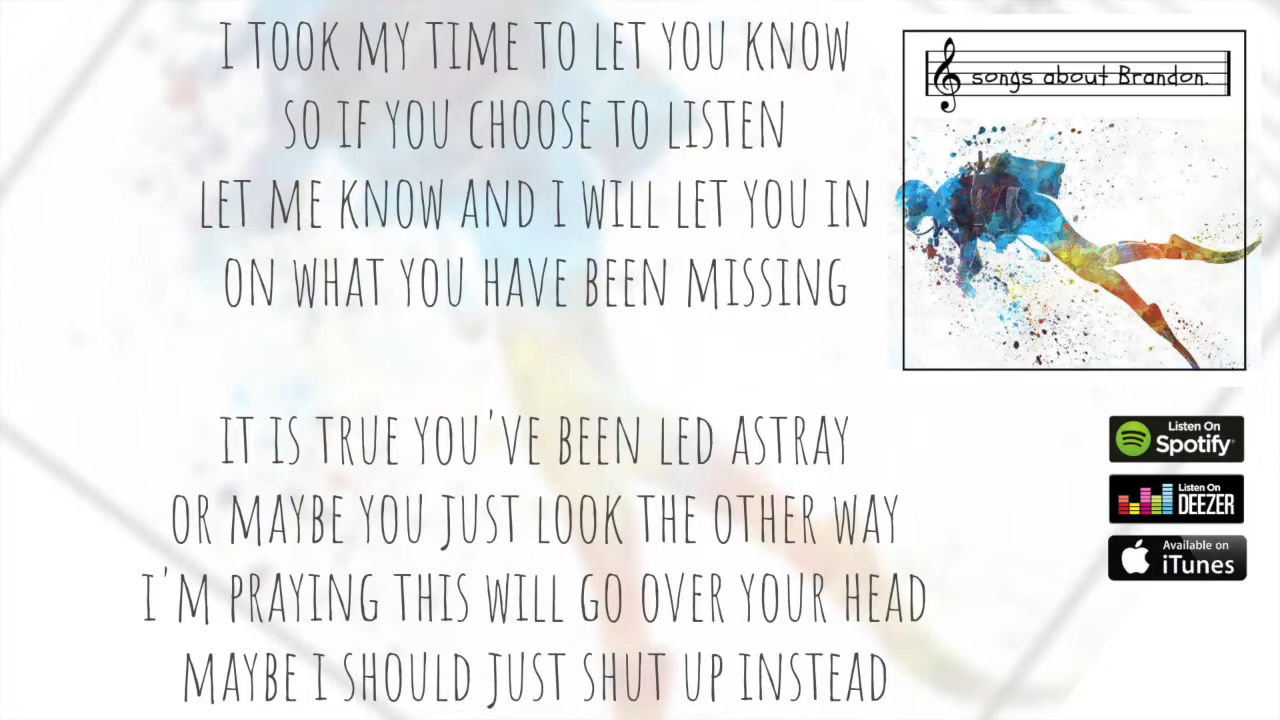 I TOOK MY TIME TO LET YOU KNOW
SO IF YOU CHOOSE TO LISTEN
LET ME KNOW AND I WILL LET YOU IN
ON WHAT YOU HAVE BEEN MISSING
IT IS TRUE YOU'VE BEEN LED ASTRAY
OR MAYBE YOU JUST LOOK THE OTHER WAY
I'M PRAYING THIS WILL GO OVER YOUR HEAD
MAYBE I SHOULD JUST SHUT UP INSTEAD
songs about Brandon.
Listen On
Spotify
Listen On
DEEZER
Available on
iTunes